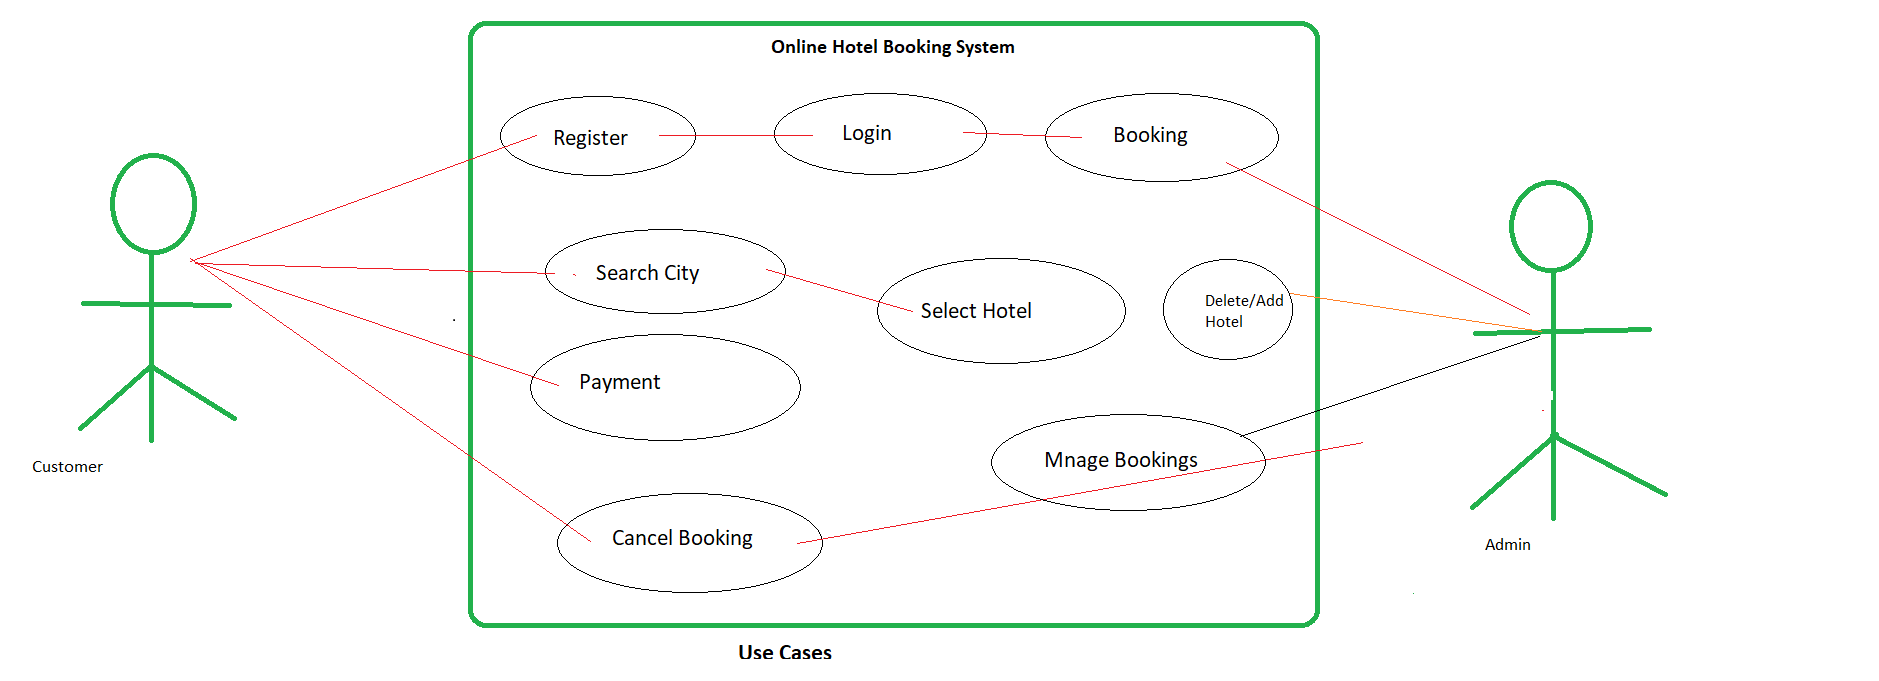 Online Hotel Booking System
Register
Login
Booking
Search City
Select Hotel
Delete/Add
Hotel
Payment
Mnage Bookings
Customer
Cancel Booking
Admin
Use Cases